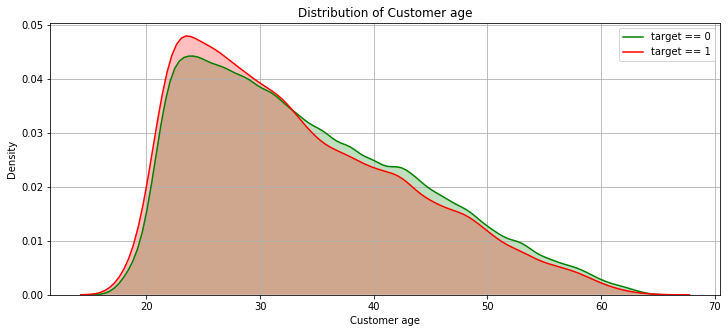 Distribution of Customer age
0.05
target == 0
target == 1
0.04
0.03
Density
0.02
0.01
0.00
20 30 40 50 60 70
Customer age